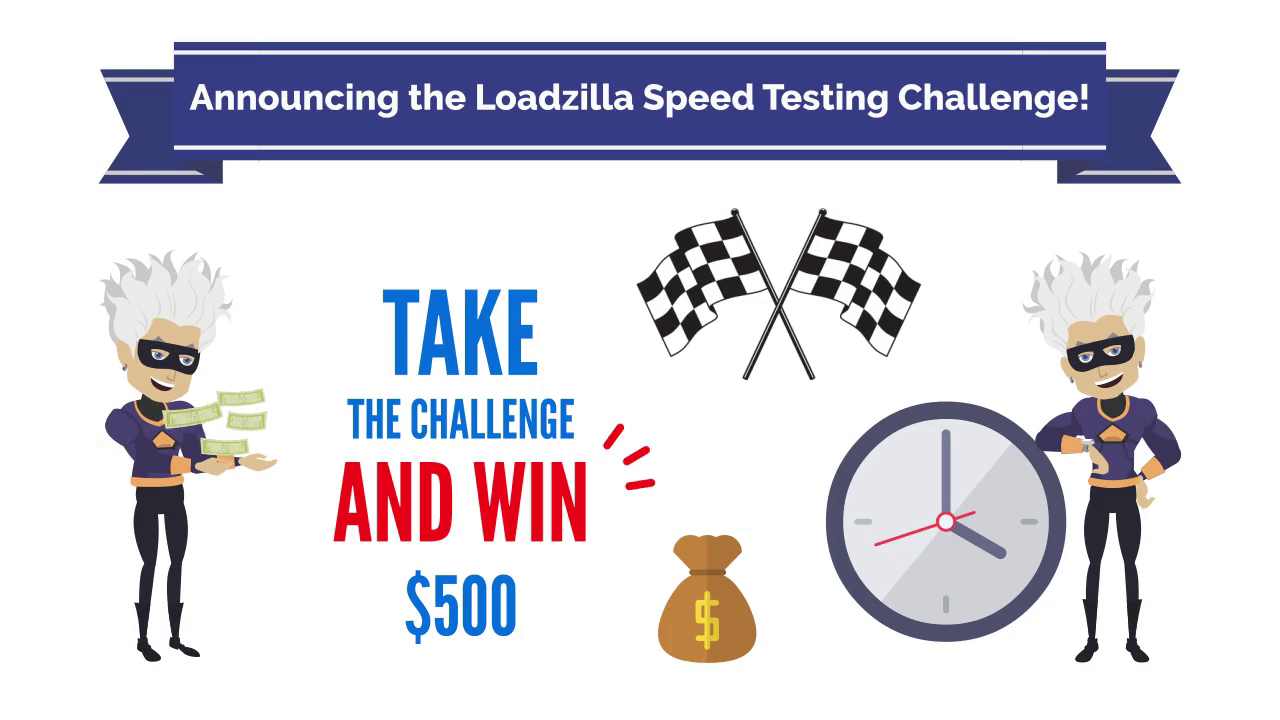 Announcing the Loadzilla Speed Testing Challenge!
TAKE
THE CHALLENGE
AND WIN
$500
$